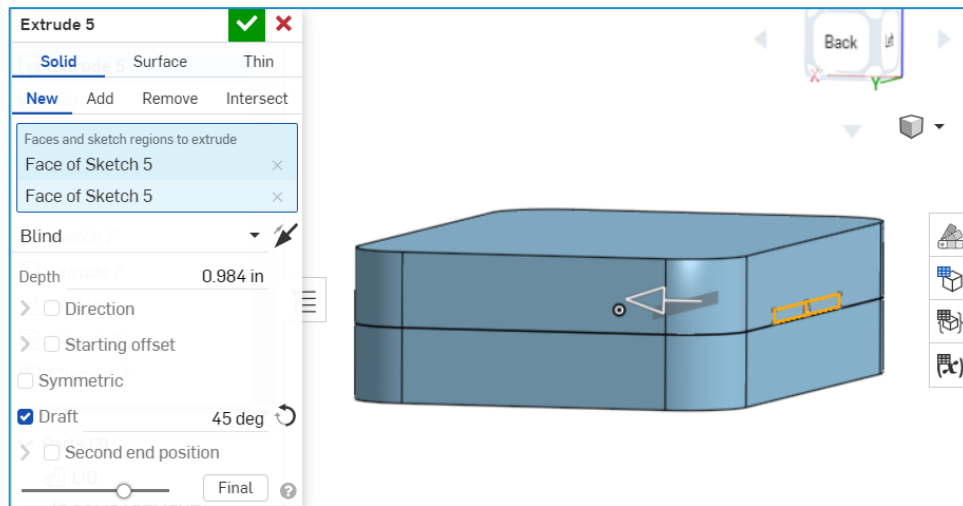 Extrude 5
Solid Surface Thin
New Add Remove Intersect
Faces and sketch regions to extrude
Face of Sketch 5
Face of Sketch 5
Blind
Depth 0.984 in
Direction
Starting offset
Symmetric
Draft 45 deg
Second end position
Final
Back
Left
X
Y
(x)
LID